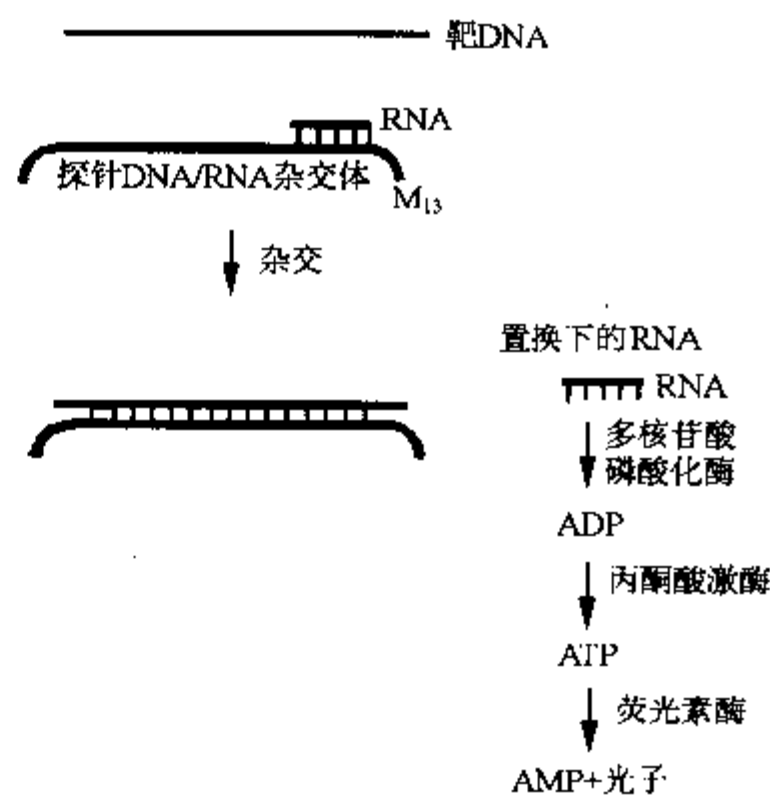 靶DNA
RNA
探针DNA/RNA杂交体
M₁₃
杂交
置换下的RNA
RNA
多核苷酸
磷酸化酶
ADP
丙酮酸激酶
ATP
荧光素酶
AMP+光子